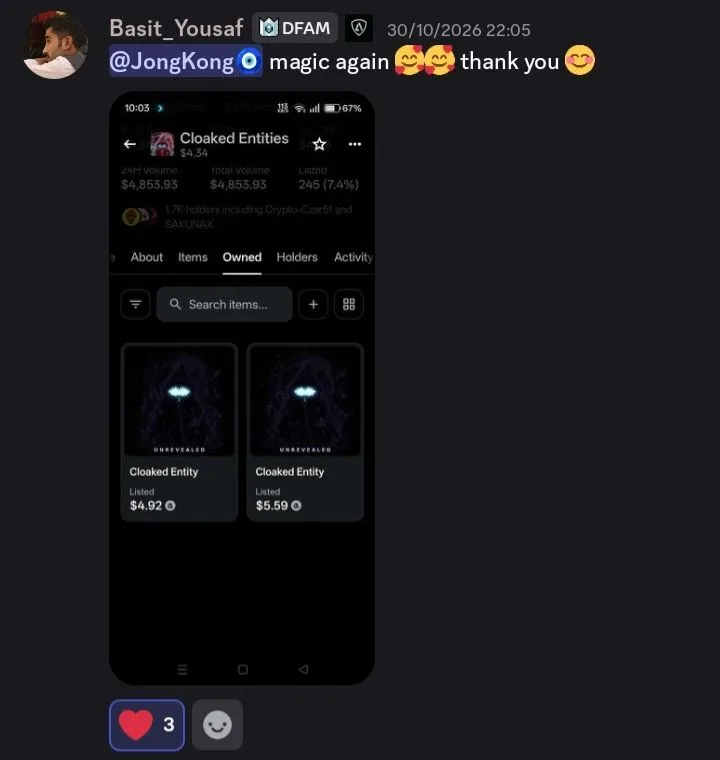 Basit_Yousaf DFAM 30/10/2026 22:05
@JongKong🧿 magic again 🥰🥰 thank you 😊
10:03 67%
Cloaked Entities
$4.34
24H Volume Total Volume Listed
$4,853.93 $4,853.93 245 (7.4%)
1.7K holders including Crypto-Czar51 and
SAKUNAX
About Items Owned Holders Activity
Search items...
UNREVEALED UNREVEALED
Cloaked Entity Cloaked Entity
Listed Listed
$4.92 $5.59
3